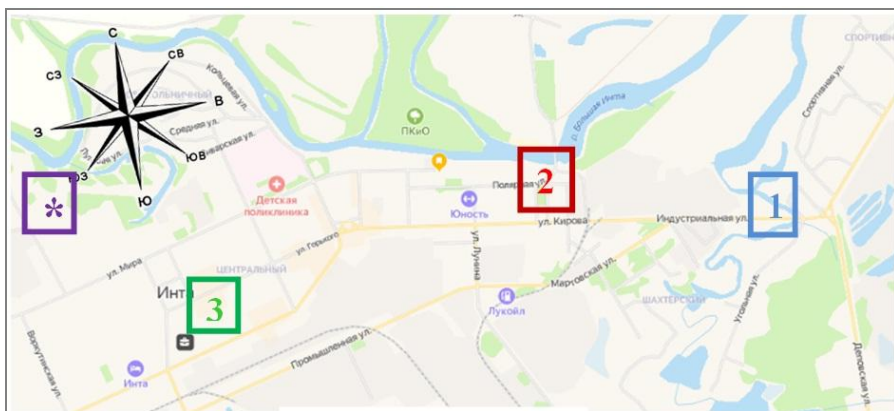 С
СВ
В
ЮВ
Ю
ЮЗ
З
СЗ
Кольцевая ул.
Средная ул.
СПОРТИВН
Спортивная ул.
р. Большая Инта
ПКиО
Детская
поликлиника
Полярная ул.
2
1
*
Юность
ул. Кирова
Индустриальная ул.
ул. Горького
ул. Мира
ЦЕНТРАЛЬНЫЙ
ул. Лунина
Мартовская ул.
ШАХТЁРСКИЙ
Угольная ул.
Инта
3
Лукойл
Промышленная ул.
Воркутинская ул.
Инта
Деповская ул.